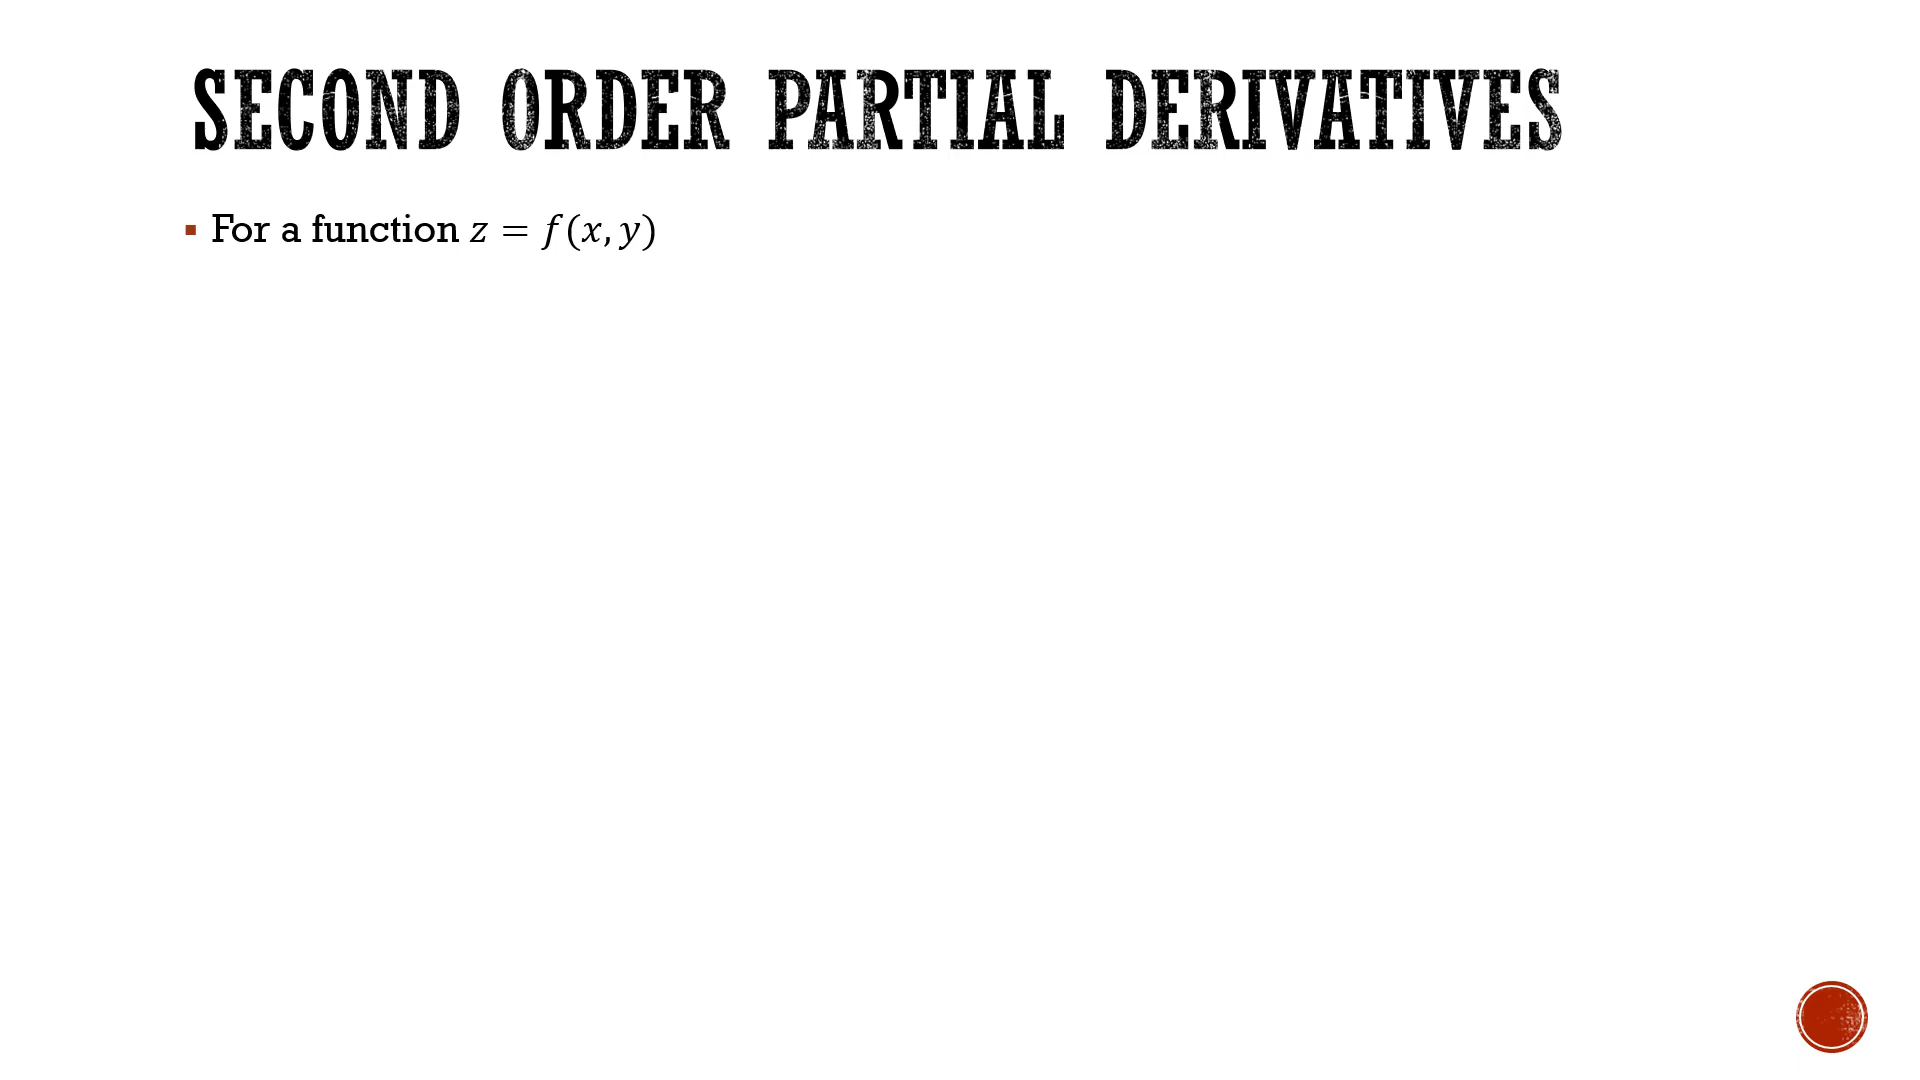 SECOND ORDER PARTIAL DERIVATIVES
▪ For a function z = f(x, y)